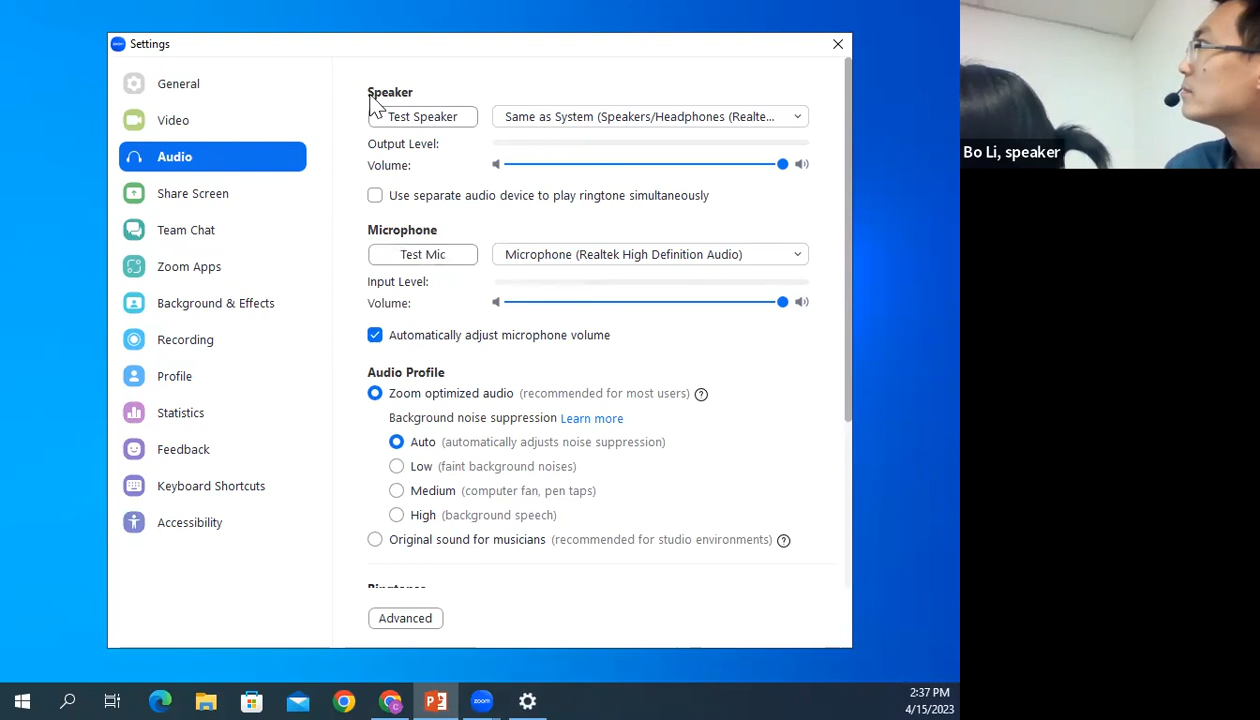 Settings
General
Video
Audio
Share Screen
Team Chat
Zoom Apps
Background & Effects
Recording
Profile
Statistics
Feedback
Keyboard Shortcuts
Accessibility
Speaker
Test Speaker
Same as System (Speakers/Headphones (Realte...
Output Level:
Volume:
Use separate audio device to play ringtone simultaneously
Microphone
Test Mic
Microphone (Realtek High Definition Audio)
Input Level:
Volume:
Automatically adjust microphone volume
Audio Profile
Zoom optimized audio (recommended for most users)
Background noise suppression Learn more
Auto (automatically adjusts noise suppression)
Low (faint background noises)
Medium (computer fan, pen taps)
High (background speech)
Original sound for musicians (recommended for studio environments)
Advanced
Bo Li, speaker
zoom
2:37 PM
4/15/2023